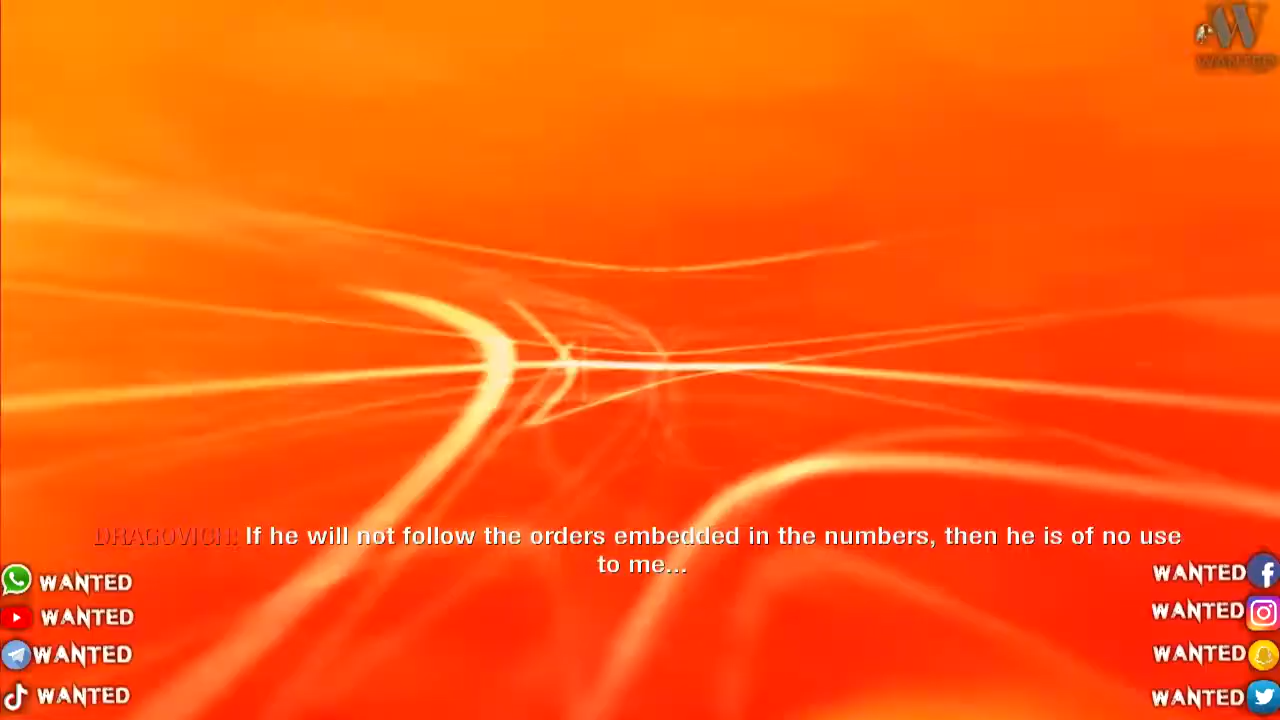 WANTED
DRAGOVICH: If he will not follow the orders embedded in the numbers, then he is of no use
to me...
WANTED
WANTED
WANTED
WANTED
WANTED
WANTED
WANTED
WANTED